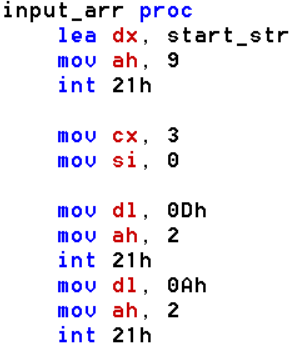 input_arr proc
lea dx, start_str
mov ah, 9
int 21h
mov cx, 3
mov si, 0
mov dl, 0Dh
mov ah, 2
int 21h
mov dl, 0Ah
mov ah, 2
int 21h